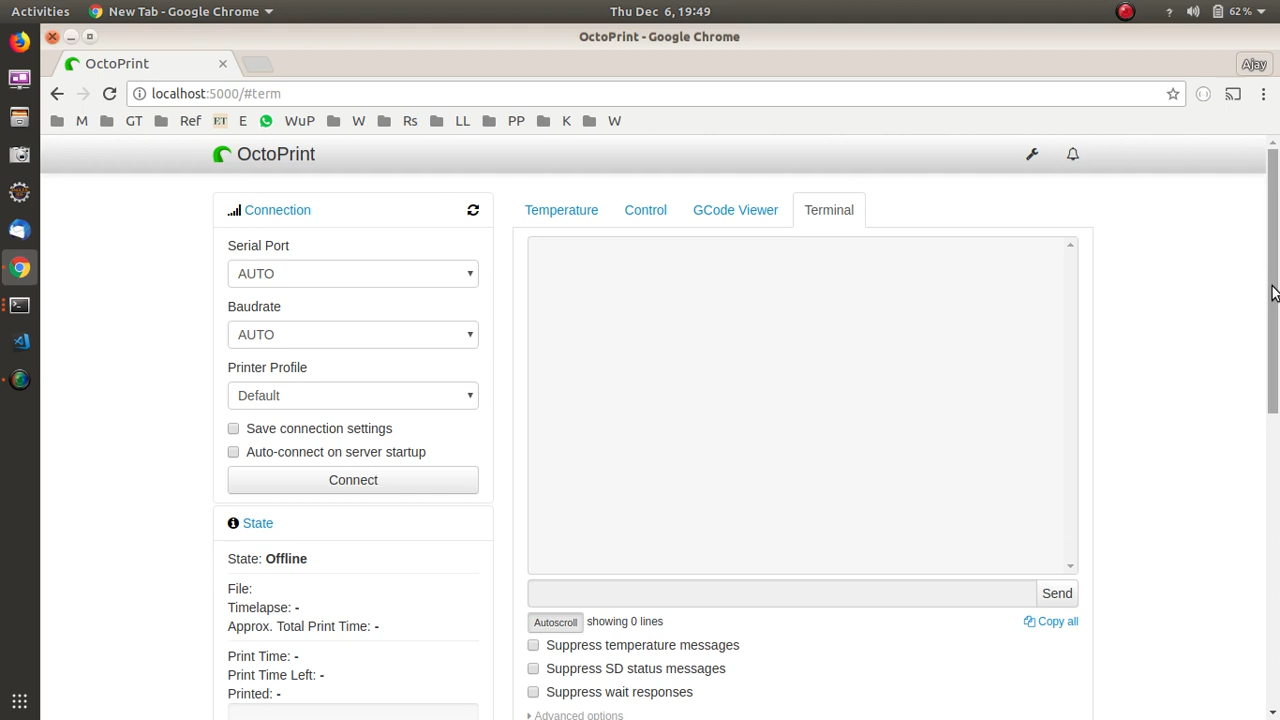 Activities
New Tab - Google Chrome
Thu Dec 6, 19:49
?
62 %
OctoPrint - Google Chrome
OctoPrint
Ajay
localhost:5000/#term
M
GT
Ref
ET
E
WuP
W
Rs
LL
PP
K
W
OctoPrint
Connection
Serial Port
AUTO
Baudrate
AUTO
Printer Profile
Default
Save connection settings
Auto-connect on server startup
Connect
State
State: Offline
File:
Timelapse: -
Approx. Total Print Time: -
Print Time: -
Print Time Left: -
Printed: -
Temperature
Control
GCode Viewer
Terminal
Send
Autoscroll
showing 0 lines
Copy all
Suppress temperature messages
Suppress SD status messages
Suppress wait responses
Advanced options